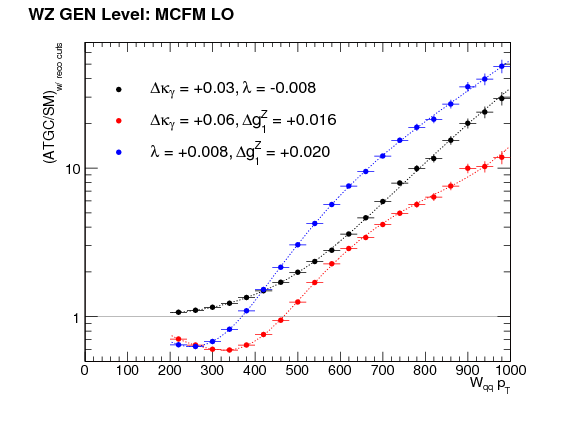 WZ GEN Level: MCFM LO
(ATGC/SM)w/ reco cuts
Δκγ = +0.03, λ = -0.008
Δκγ = +0.06, Δg1Z = +0.016
λ = +0.008, Δg1Z = +0.020
10
1
0 100 200 300 400 500 600 700 800 900 1000
Wqq pT